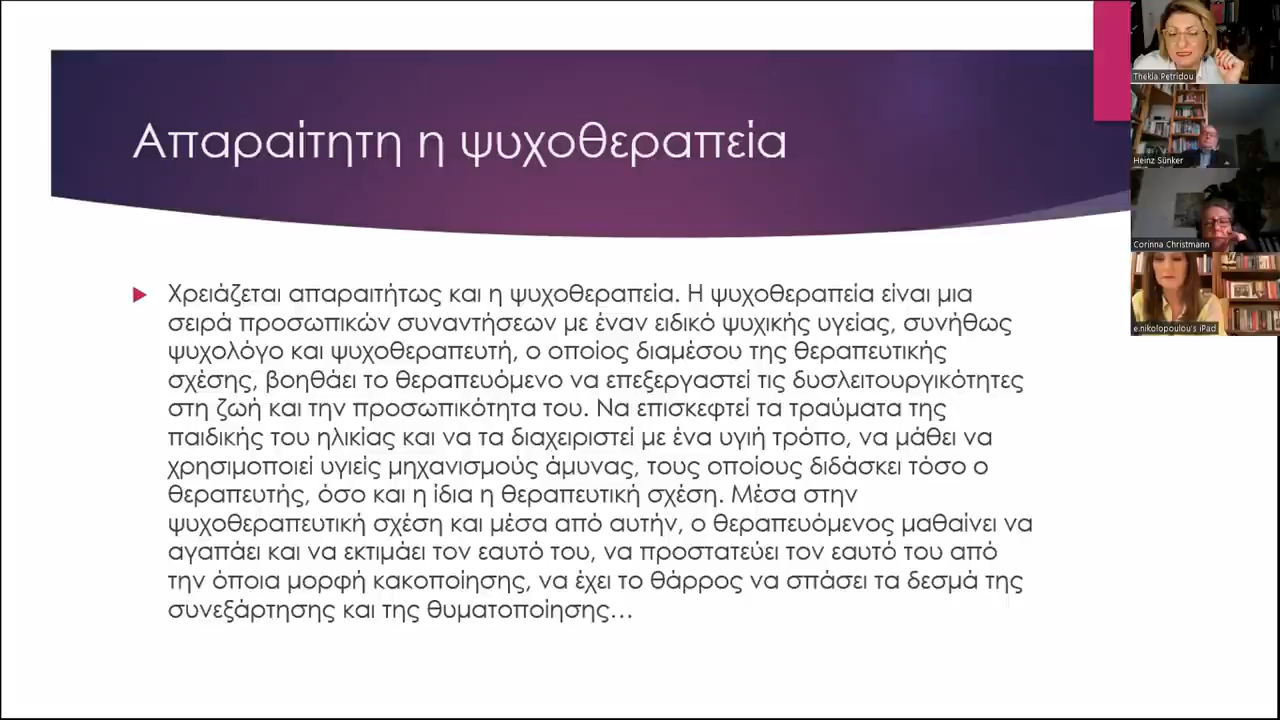 Απαραίτητη η ψυχοθεραπεία
Χρειάζεται απαραιτήτως και η ψυχοθεραπεία. Η ψυχοθεραπεία είναι μια
σειρά προσωπικών συναντήσεων με έναν ειδικό ψυχικής υγείας, συνήθως
ψυχολόγο και ψυχοθεραπευτή, ο οποίος διαμέσου της θεραπευτικής
σχέσης, βοηθάει το θεραπευόμενο να επεξεργαστεί τις δυσλειτουργικότητες
στη ζωή και την προσωπικότητα του. Να επισκεφτεί τα τραύματα της
παιδικής του ηλικίας και να τα διαχειριστεί με ένα υγιή τρόπο, να μάθει να
χρησιμοποιεί υγιείς μηχανισμούς άμυνας, τους οποίους διδάσκει τόσο ο
θεραπευτής, όσο και η ίδια η θεραπευτική σχέση. Μέσα στην
ψυχοθεραπευτική σχέση και μέσα από αυτήν, ο θεραπευόμενος μαθαίνει να
αγαπάει και να εκτιμάει τον εαυτό του, να προστατεύει τον εαυτό του από
την όποια μορφή κακοποίησης, να έχει το θάρρος να σπάσει τα δεσμά της
συνεξάρτησης και της θυματοποίησης…
Thekla Petridou
Heinz Sünker
Corinna Christmann
e.nikolopoulou's iPad